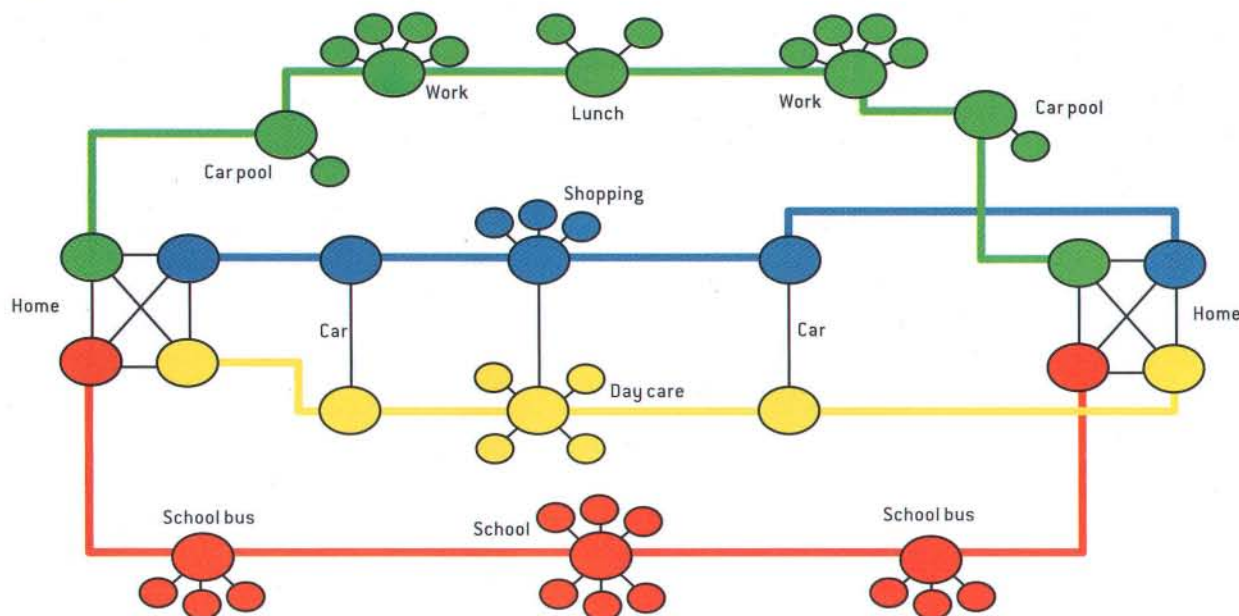 Work
Lunch
Work
Car pool
Car pool
Shopping
Home
Car
Car
Home
Day care
School bus
School
School bus